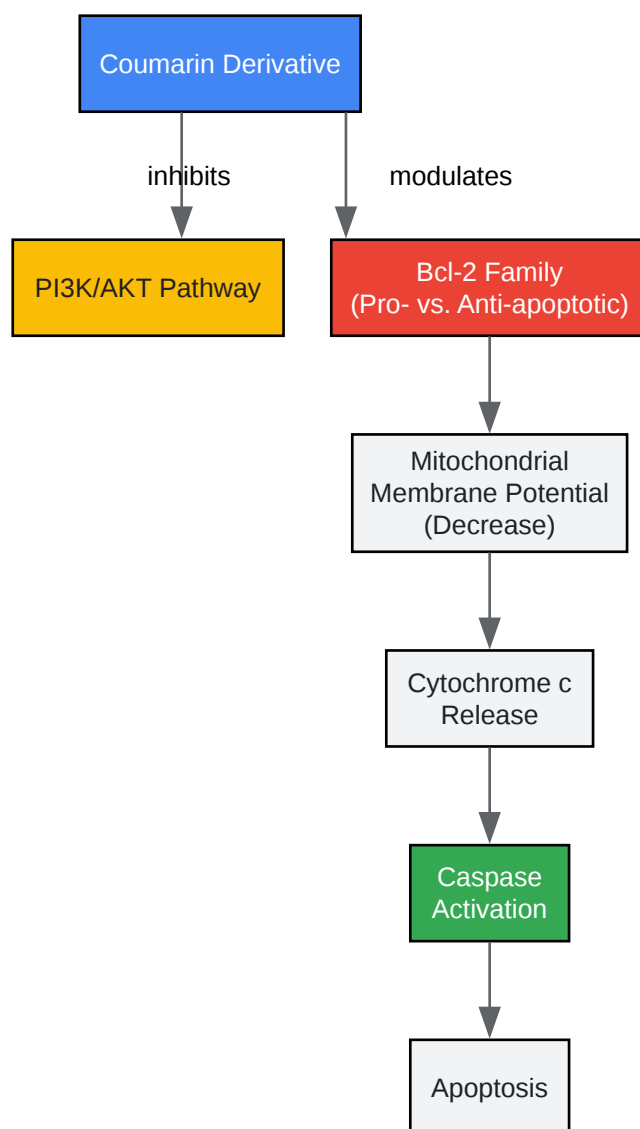 Coumarin Derivative
inhibits
modulates
PI3K/AKT Pathway
Bcl-2 Family
(Pro- vs. Anti-apoptotic)
Mitochondrial
Membrane Potential
(Decrease)
Cytochrome c
Release
Caspase
Activation
Apoptosis